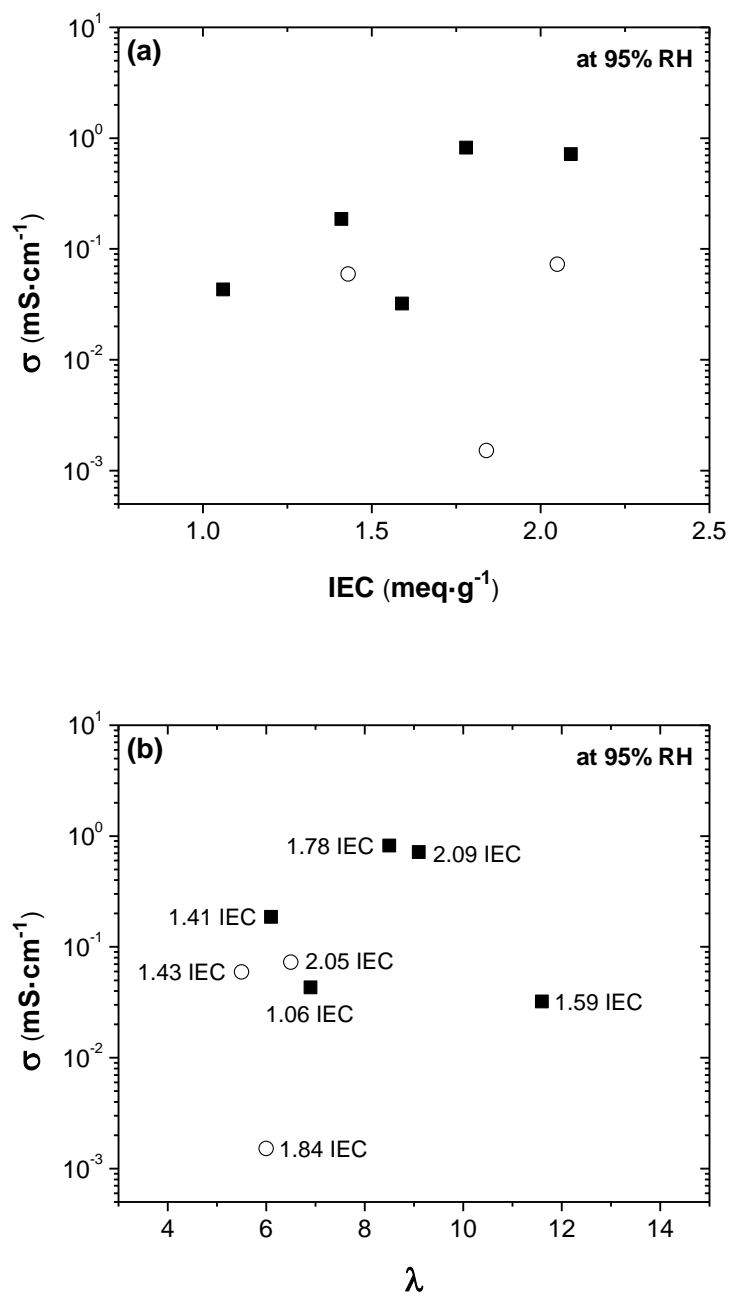 (a)
at 95% RH
10¹
10⁰
10⁻¹
10⁻²
10⁻³
σ (mS·cm⁻¹)
1.0 1.5 2.0 2.5
IEC (meq·g⁻¹)
(b)
at 95% RH
10¹
10⁰
10⁻¹
10⁻²
10⁻³
σ (mS·cm⁻¹)
1.78 IEC
2.09 IEC
1.41 IEC
1.43 IEC
2.05 IEC
1.06 IEC
1.59 IEC
1.84 IEC
4 6 8 10 12 14
λ